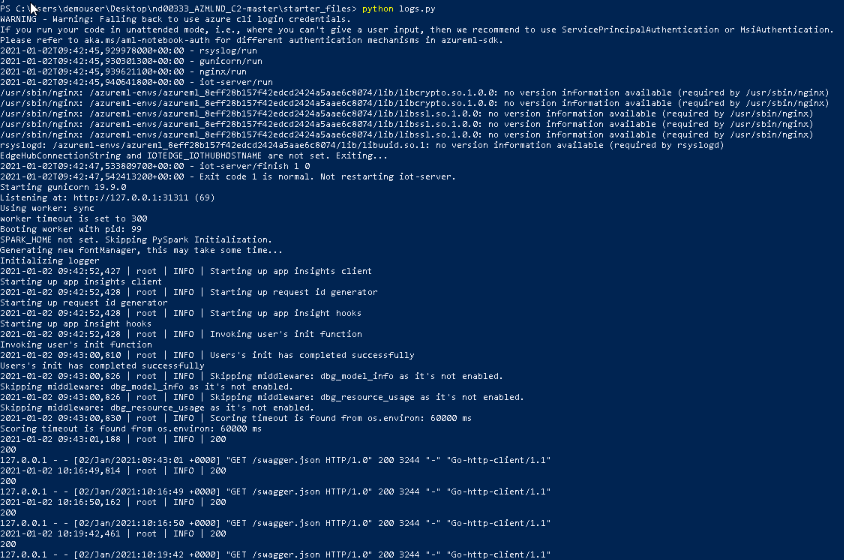 PS C:\Users\demouser\Desktop\nd00333_AZMLND_C2-master\starter_files> python logs.py
WARNING - Warning: Falling back to use azure cli login credentials.
If you run your code in unattended mode, i.e., where you can't give a user input, then we recommend to use ServicePrincipalAuthentication or MsiAuthentication.
Please refer to aka.ms/aml-notebook-auth for different authentication mechanisms in azureml-sdk.
2021-01-02T09:42:45,929978000+00:00 - rsyslog/run
2021-01-02T09:42:45,930301300+00:00 - gunicorn/run
2021-01-02T09:42:45,939621100+00:00 - nginx/run
2021-01-02T09:42:45,940641800+00:00 - iot-server/run
/usr/sbin/nginx: /azureml-envs/azureml_8eff28b157f42edcd2424a5aae6c8074/lib/libcrypto.so.1.0.0: no version information available (required by /usr/sbin/nginx)
/usr/sbin/nginx: /azureml-envs/azureml_8eff28b157f42edcd2424a5aae6c8074/lib/libcrypto.so.1.0.0: no version information available (required by /usr/sbin/nginx)
/usr/sbin/nginx: /azureml-envs/azureml_8eff28b157f42edcd2424a5aae6c8074/lib/libssl.so.1.0.0: no version information available (required by /usr/sbin/nginx)
/usr/sbin/nginx: /azureml-envs/azureml_8eff28b157f42edcd2424a5aae6c8074/lib/libssl.so.1.0.0: no version information available (required by /usr/sbin/nginx)
/usr/sbin/nginx: /azureml-envs/azureml_8eff28b157f42edcd2424a5aae6c8074/lib/libssl.so.1.0.0: no version information available (required by /usr/sbin/nginx)
rsyslogd: /azureml-envs/azureml_8eff28b157f42edcd2424a5aae6c8074/lib/libuuid.so.1: no version information available (required by rsyslogd)
EdgeHubConnectionString and IOTEDGE_IOTHUBHOSTNAME are not set. Exiting...
2021-01-02T09:42:47,533809700+00:00 - iot-server/finish 1 0
2021-01-02T09:42:47,542413200+00:00 - Exit code 1 is normal. Not restarting iot-server.
Starting gunicorn 19.9.0
Listening at: http://127.0.0.1:31311 (69)
Using worker: sync
worker timeout is set to 300
Booting worker with pid: 99
SPARK_HOME not set. Skipping PySpark Initialization.
Generating new fontManager, this may take some time...
Initializing logger
2021-01-02 09:42:52,427 | root | INFO | Starting up app insights client
Starting up app insights client
2021-01-02 09:42:52,428 | root | INFO | Starting up request id generator
Starting up request id generator
2021-01-02 09:42:52,428 | root | INFO | Starting up app insight hooks
Starting up app insight hooks
2021-01-02 09:42:52,428 | root | INFO | Invoking user's init function
Invoking user's init function
2021-01-02 09:43:00,810 | root | INFO | Users's init has completed successfully
Users's init has completed successfully
2021-01-02 09:43:00,826 | root | INFO | Skipping middleware: dbg_model_info as it's not enabled.
Skipping middleware: dbg_model_info as it's not enabled.
2021-01-02 09:43:00,826 | root | INFO | Skipping middleware: dbg_resource_usage as it's not enabled.
Skipping middleware: dbg_resource_usage as it's not enabled.
2021-01-02 09:43:00,830 | root | INFO | Scoring timeout is found from os.environ: 60000 ms
Scoring timeout is found from os.environ: 60000 ms
2021-01-02 09:43:01,188 | root | INFO | 200
200
127.0.0.1 - - [02/Jan/2021:09:43:01 +0000] "GET /swagger.json HTTP/1.0" 200 3244 "-" "Go-http-client/1.1"
2021-01-02 10:16:49,814 | root | INFO | 200
200
127.0.0.1 - - [02/Jan/2021:10:16:49 +0000] "GET /swagger.json HTTP/1.0" 200 3244 "-" "Go-http-client/1.1"
2021-01-02 10:16:50,162 | root | INFO | 200
200
127.0.0.1 - - [02/Jan/2021:10:16:50 +0000] "GET /swagger.json HTTP/1.0" 200 3244 "-" "Go-http-client/1.1"
2021-01-02 10:19:42,461 | root | INFO | 200
200
127.0.0.1 - - [02/Jan/2021:10:19:42 +0000] "GET /swagger.json HTTP/1.0" 200 3244 "-" "Go-http-client/1.1"